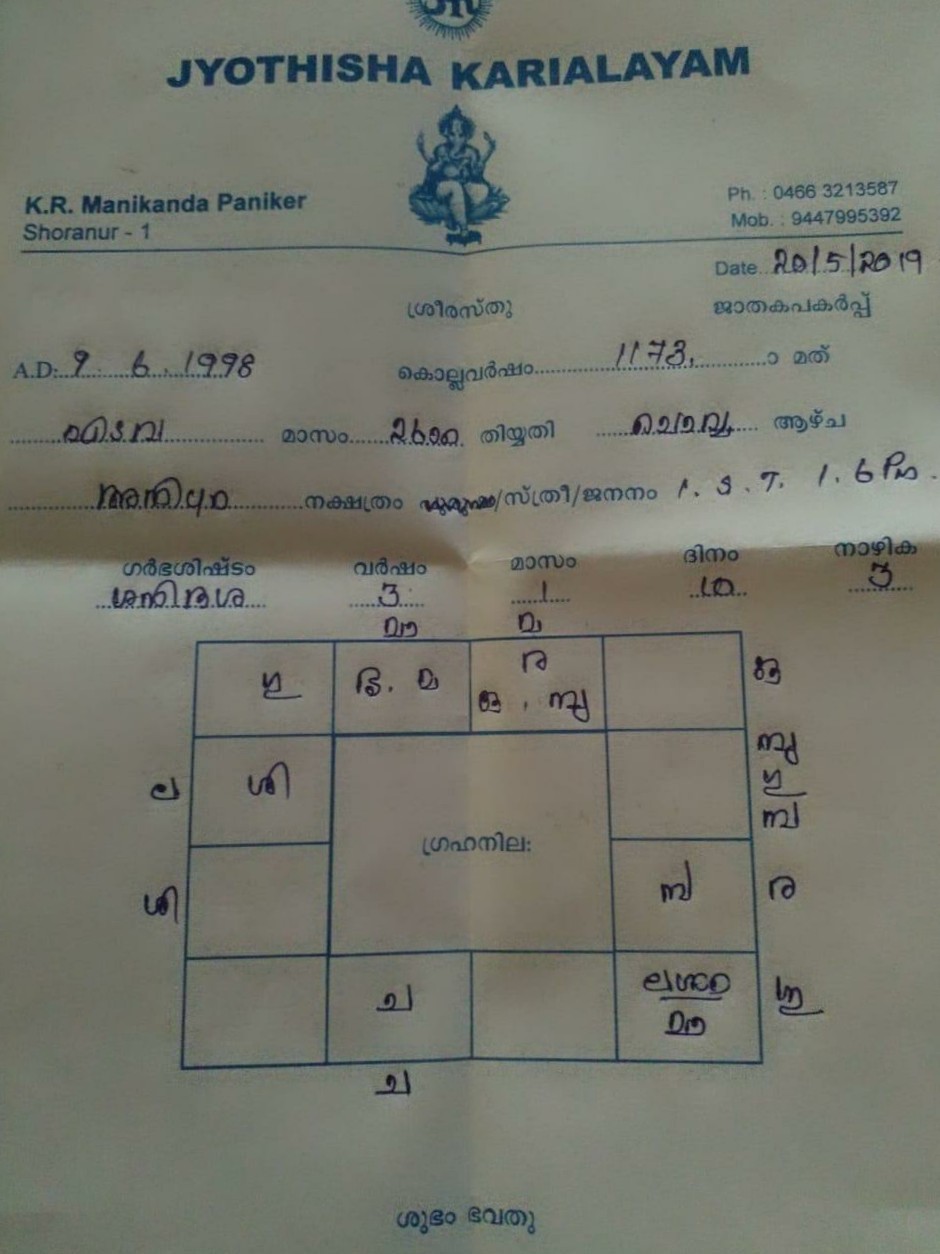 JYOTHISHA KARIALAYAM
K.R. Manikanda Paniker
Shoranur - 1
Ph. : 0466 3213587
Mob. : 9447995392
Date 20/5/2019
ശ്രീരസ്തു ജാതകപകർപ്പ്
A.D: 9 6 1998 കൊല്ലവർഷം 1173 ാ മത്
എടവ മാസം 26ാം തിയ്യതി ചൊവ്വ ആഴ്ച
അനിഴം നക്ഷത്രം /സ്ത്രീ/ജനനം I. S. T. 1. 6 Pm.
ഗർഭശിഷ്ടം വർഷം മാസം ദിനം നാഴിക
ശനിദശ 3 1 10 3
മ
ഗു ശു. മ ര
ല ശി
ഗ്രഹനില:
ശി ര
ച ലഗ്നം
മാ
ച
ശുഭം ഭവതു